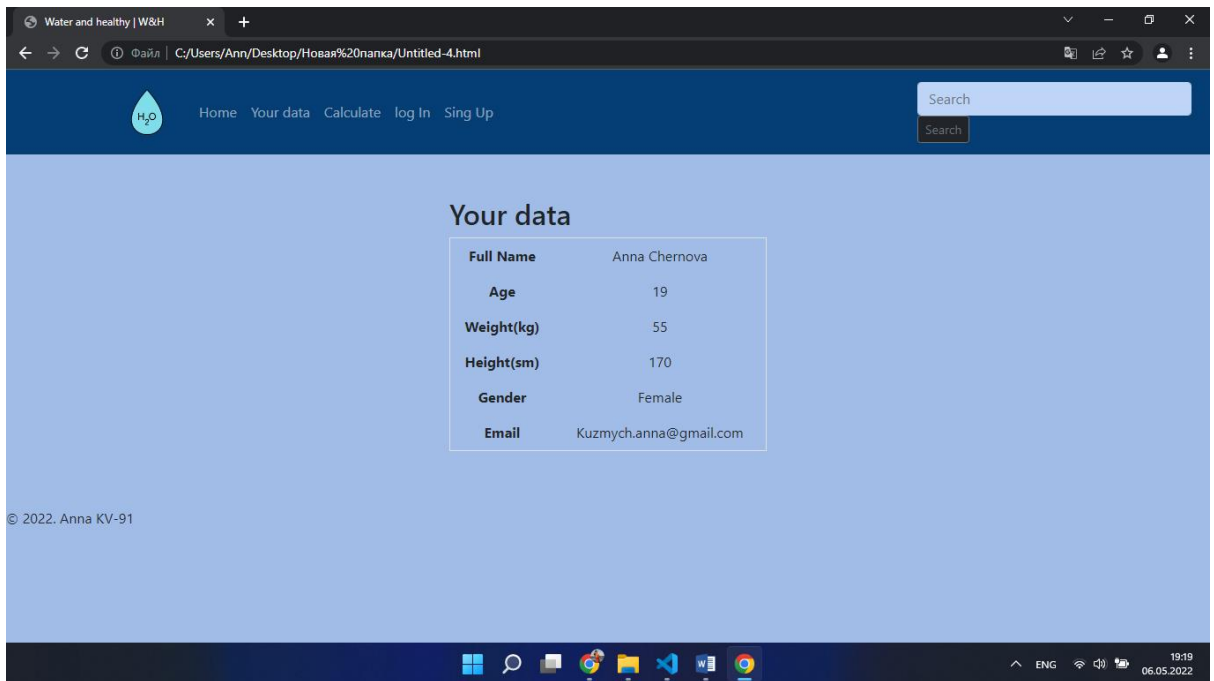 Water and healthy | W&H
Файл | C:/Users/Ann/Desktop/Новая%20папка/Untitled-4.html
H₂O
Home Your data Calculate log In Sing Up
Search
Search
Your data
Full Name Anna Chernova
Age 19
Weight(kg) 55
Height(sm) 170
Gender Female
Email Kuzmych.anna@gmail.com
© 2022. Anna KV-91
ENG
19:19
06.05.2022